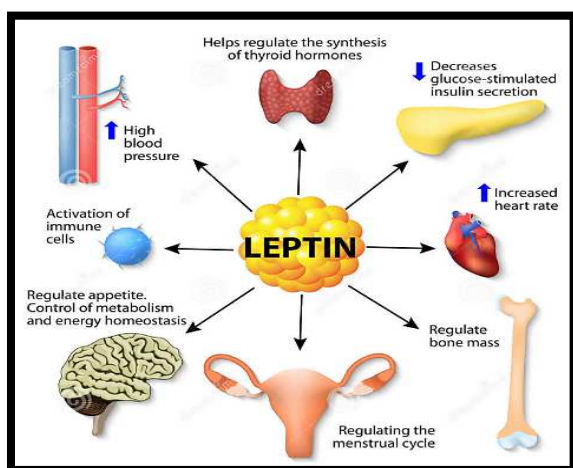 Helps regulate the synthesis
of thyroid hormones
Decreases
glucose-stimulated
insulin secretion
High
blood
pressure
Increased
heart rate
Activation of
immune
cells
LEPTIN
Regulate appetite.
Control of metabolism
and energy homeostasis
Regulate
bone mass
Regulating the
menstrual cycle